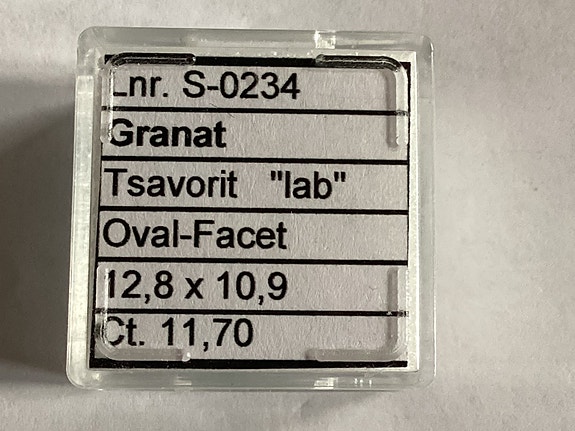 Lnr. S-0234
Granat
Tsavorit "lab"
Oval-Facet
12,8 x 10,9
Ct. 11,70